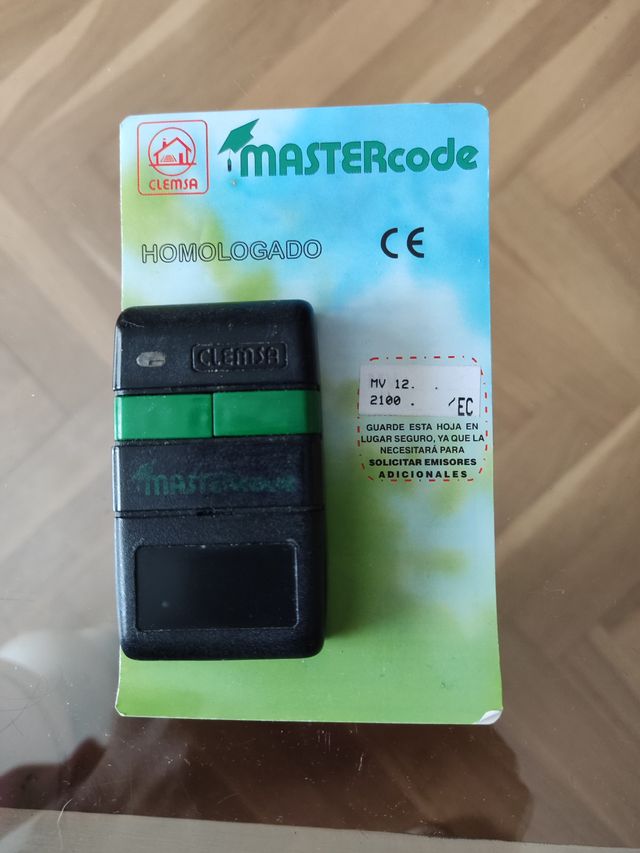 CLEMSA
MASTERcode
HOMOLOGADO
CE
CLEMSA
MASTERcode
MV 12. .
2100 . /EC
GUARDE ESTA HOJA EN
LUGAR SEGURO, YA QUE LA
NECESITARÁ PARA
SOLICITAR EMISORES
ADICIONALES